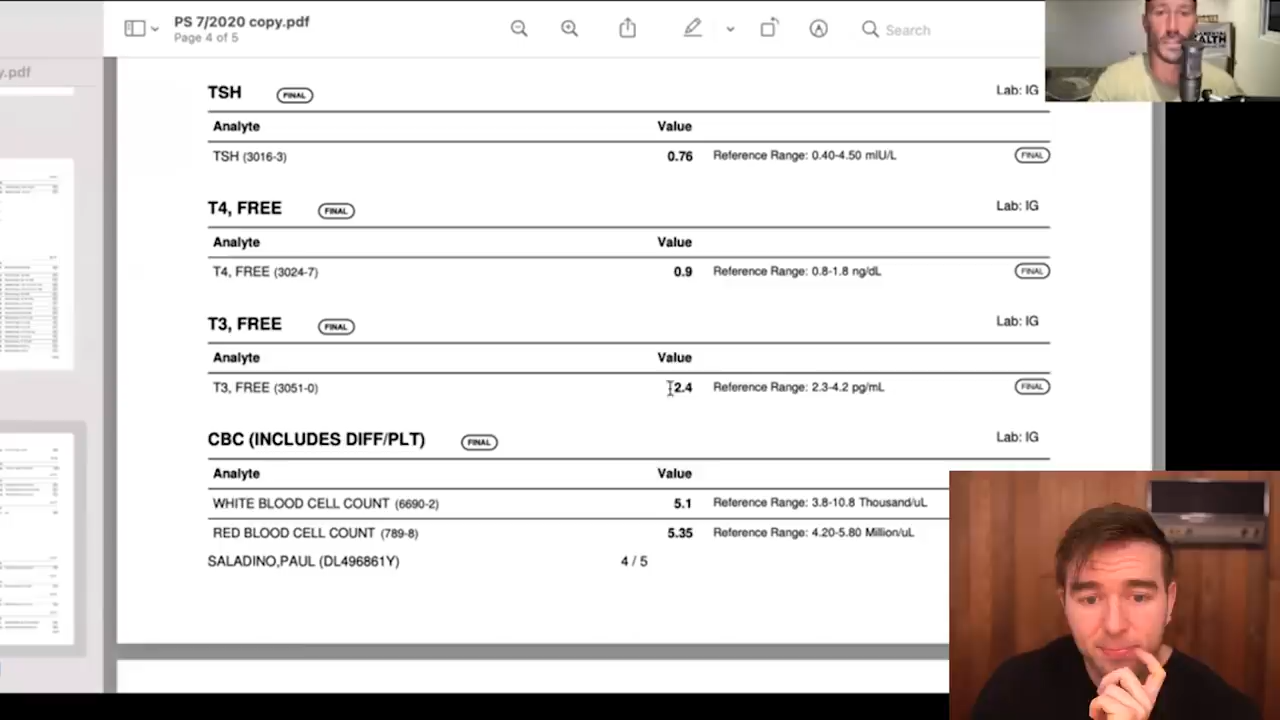 PS 7/2020 copy.pdf
Page 4 of 5
Search
y.pdf
TSH FINAL Lab: IG
Analyte Value
TSH (3016-3) 0.76 Reference Range: 0.40-4.50 mIU/L FINAL
T4, FREE FINAL Lab: IG
Analyte Value
T4, FREE (3024-7) 0.9 Reference Range: 0.8-1.8 ng/dL FINAL
T3, FREE FINAL Lab: IG
Analyte Value
T3, FREE (3051-0) 2.4 Reference Range: 2.3-4.2 pg/mL FINAL
CBC (INCLUDES DIFF/PLT) FINAL Lab: IG
Analyte Value
WHITE BLOOD CELL COUNT (6690-2) 5.1 Reference Range: 3.8-10.8 Thousand/uL
RED BLOOD CELL COUNT (789-8) 5.35 Reference Range: 4.20-5.80 Million/uL
SALADINO,PAUL (DL496861Y) 4 / 5